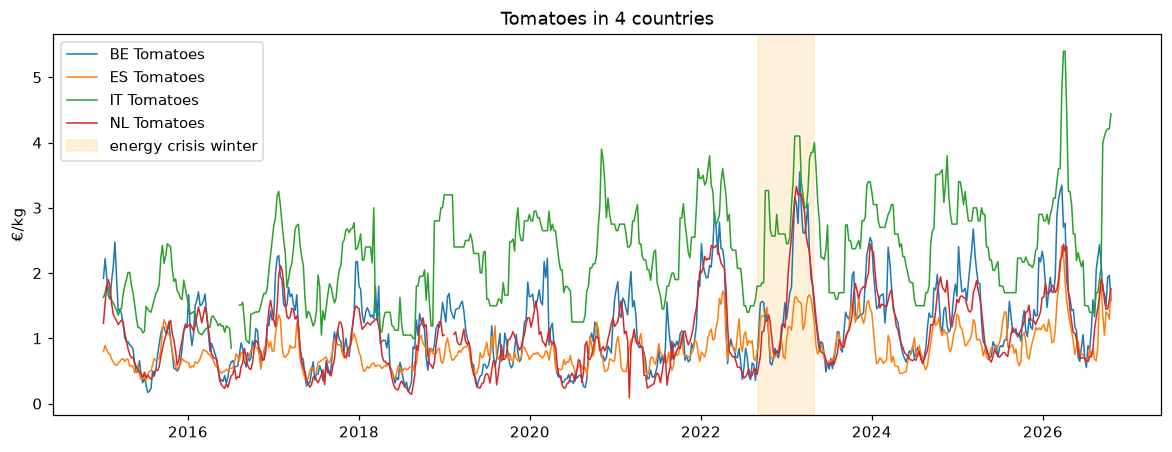 Tomatoes in 4 countries
BE Tomatoes
ES Tomatoes
IT Tomatoes
NL Tomatoes
energy crisis winter
€/kg
5
4
3
2
1
0
2016 2018 2020 2022 2024 2026